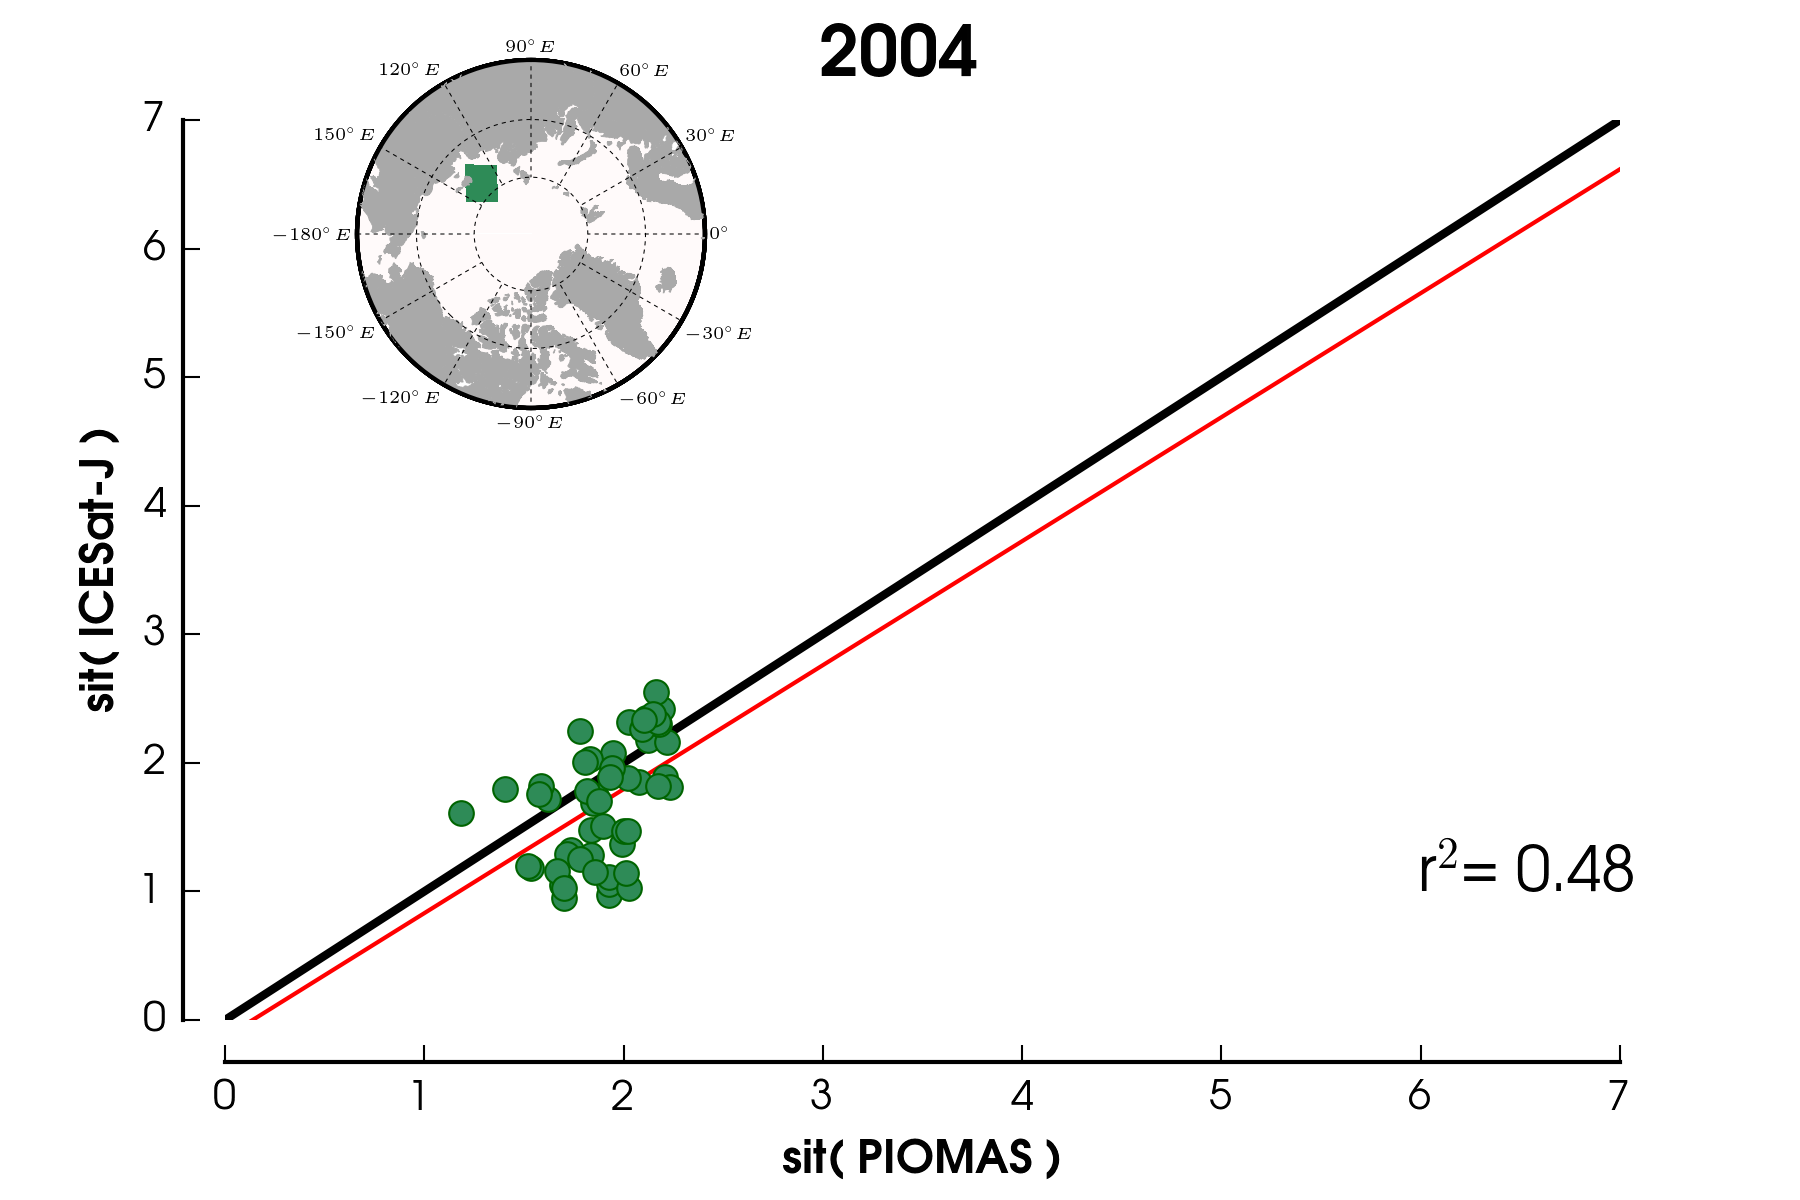 2004
90° E
120° E
60° E
150° E
30° E
−180° E
0°
−150° E
−30° E
−120° E
−60° E
−90° E
7
6
5
4
3
2
1
0
sit( ICESat-J )
r²= 0.48
0 1 2 3 4 5 6 7
sit( PIOMAS )